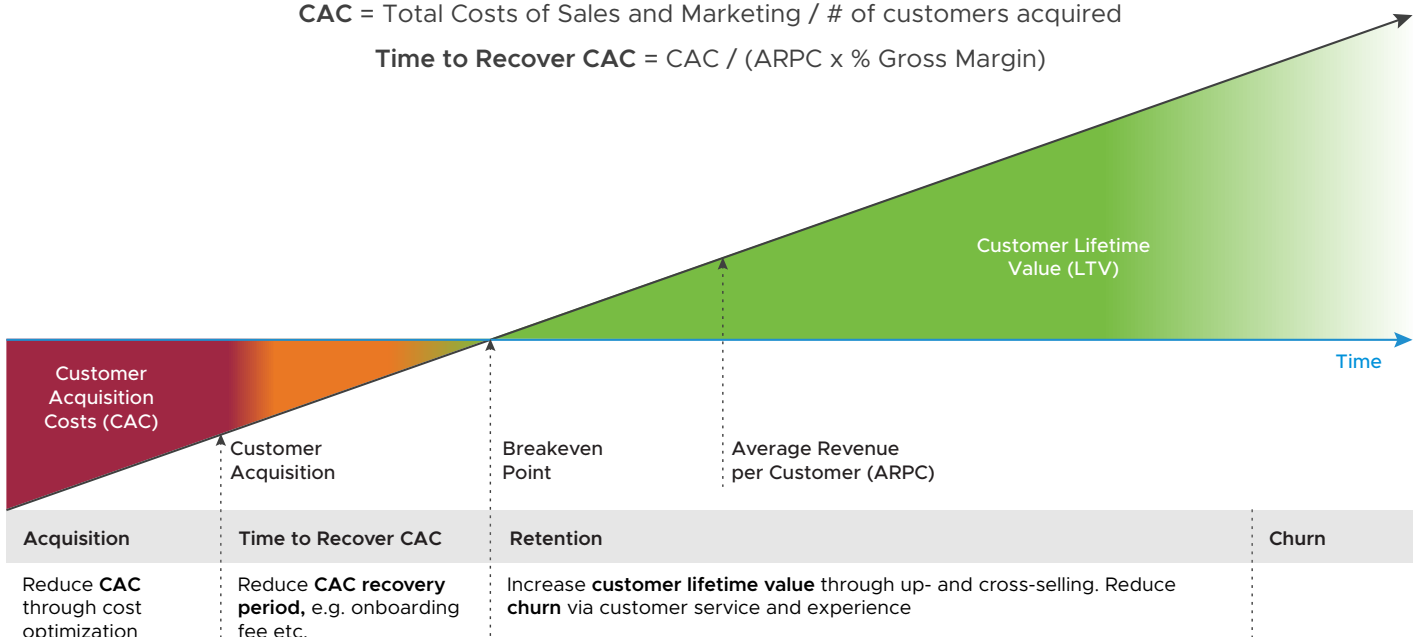 CAC = Total Costs of Sales and Marketing / # of customers acquired
Time to Recover CAC = CAC / (ARPC x % Gross Margin)
Customer Lifetime
Value (LTV)
Time
Customer
Acquisition
Costs (CAC)
Customer
Acquisition
Breakeven
Point
Average Revenue
per Customer (ARPC)
Acquisition
Time to Recover CAC
Retention
Churn
Reduce CAC
through cost
optimization
Reduce CAC recovery
period, e.g. onboarding
fee etc.
Increase customer lifetime value through up- and cross-selling. Reduce
churn via customer service and experience